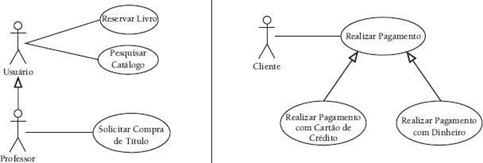 Reservar Livro
Pesquisar
Catálogo
Usuário
Solicitar Compra
de Título
Professor
Realizar Pagamento
Cliente
Realizar Pagamento
com Cartão de
Crédito
Realizar Pagamento
com Dinheiro